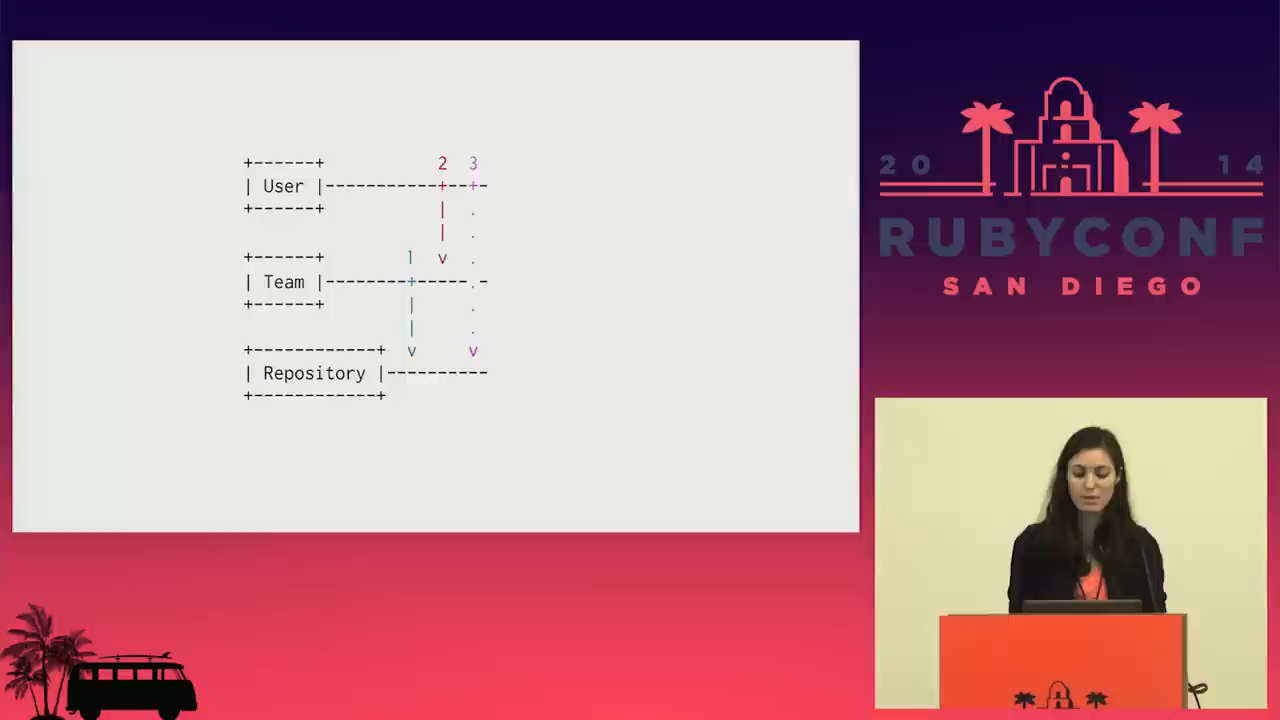 +------+ 2 3
| User |-----------+--+-
+------+ | .
| .
+------+ 1 v .
| Team |--------+-----.-
+------+ | .
| .
+------------+ v v
| Repository |----------
+------------+
20 14
RUBYCONF
SAN DIEGO